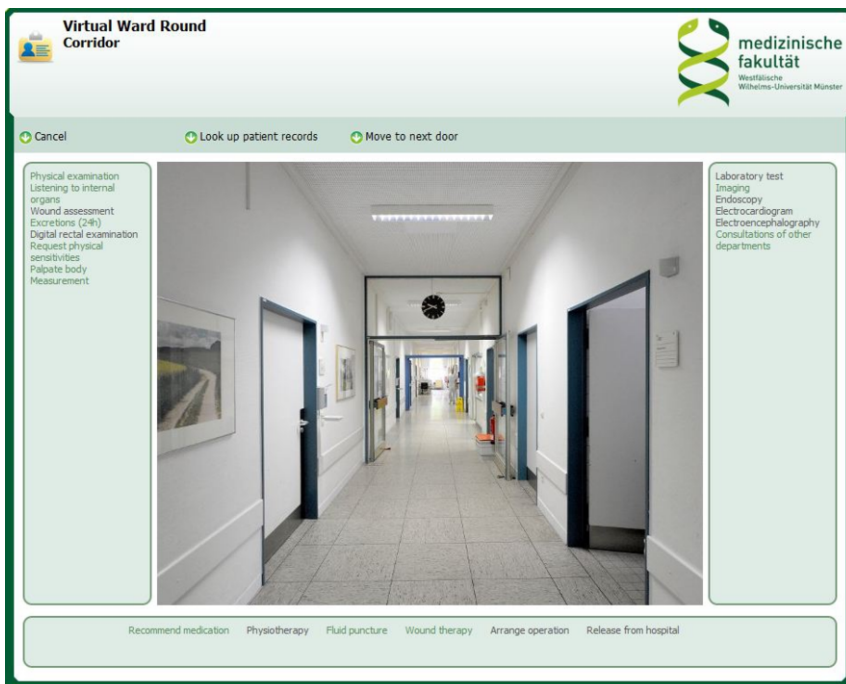 Virtual Ward Round
Corridor
medizinische
fakultät
Westfälische
Wilhelms-Universität Münster
Cancel
Look up patient records
Move to next door
Physical examination
Listening to internal
organs
Wound assessment
Excretions (24h)
Digital rectal examination
Request physical
sensitivities
Palpate body
Measurement
Laboratory test
Imaging
Endoscopy
Electrocardiogram
Electroencephalography
Consultations of other
departments
Recommend medication Physiotherapy Fluid puncture Wound therapy Arrange operation Release from hospital